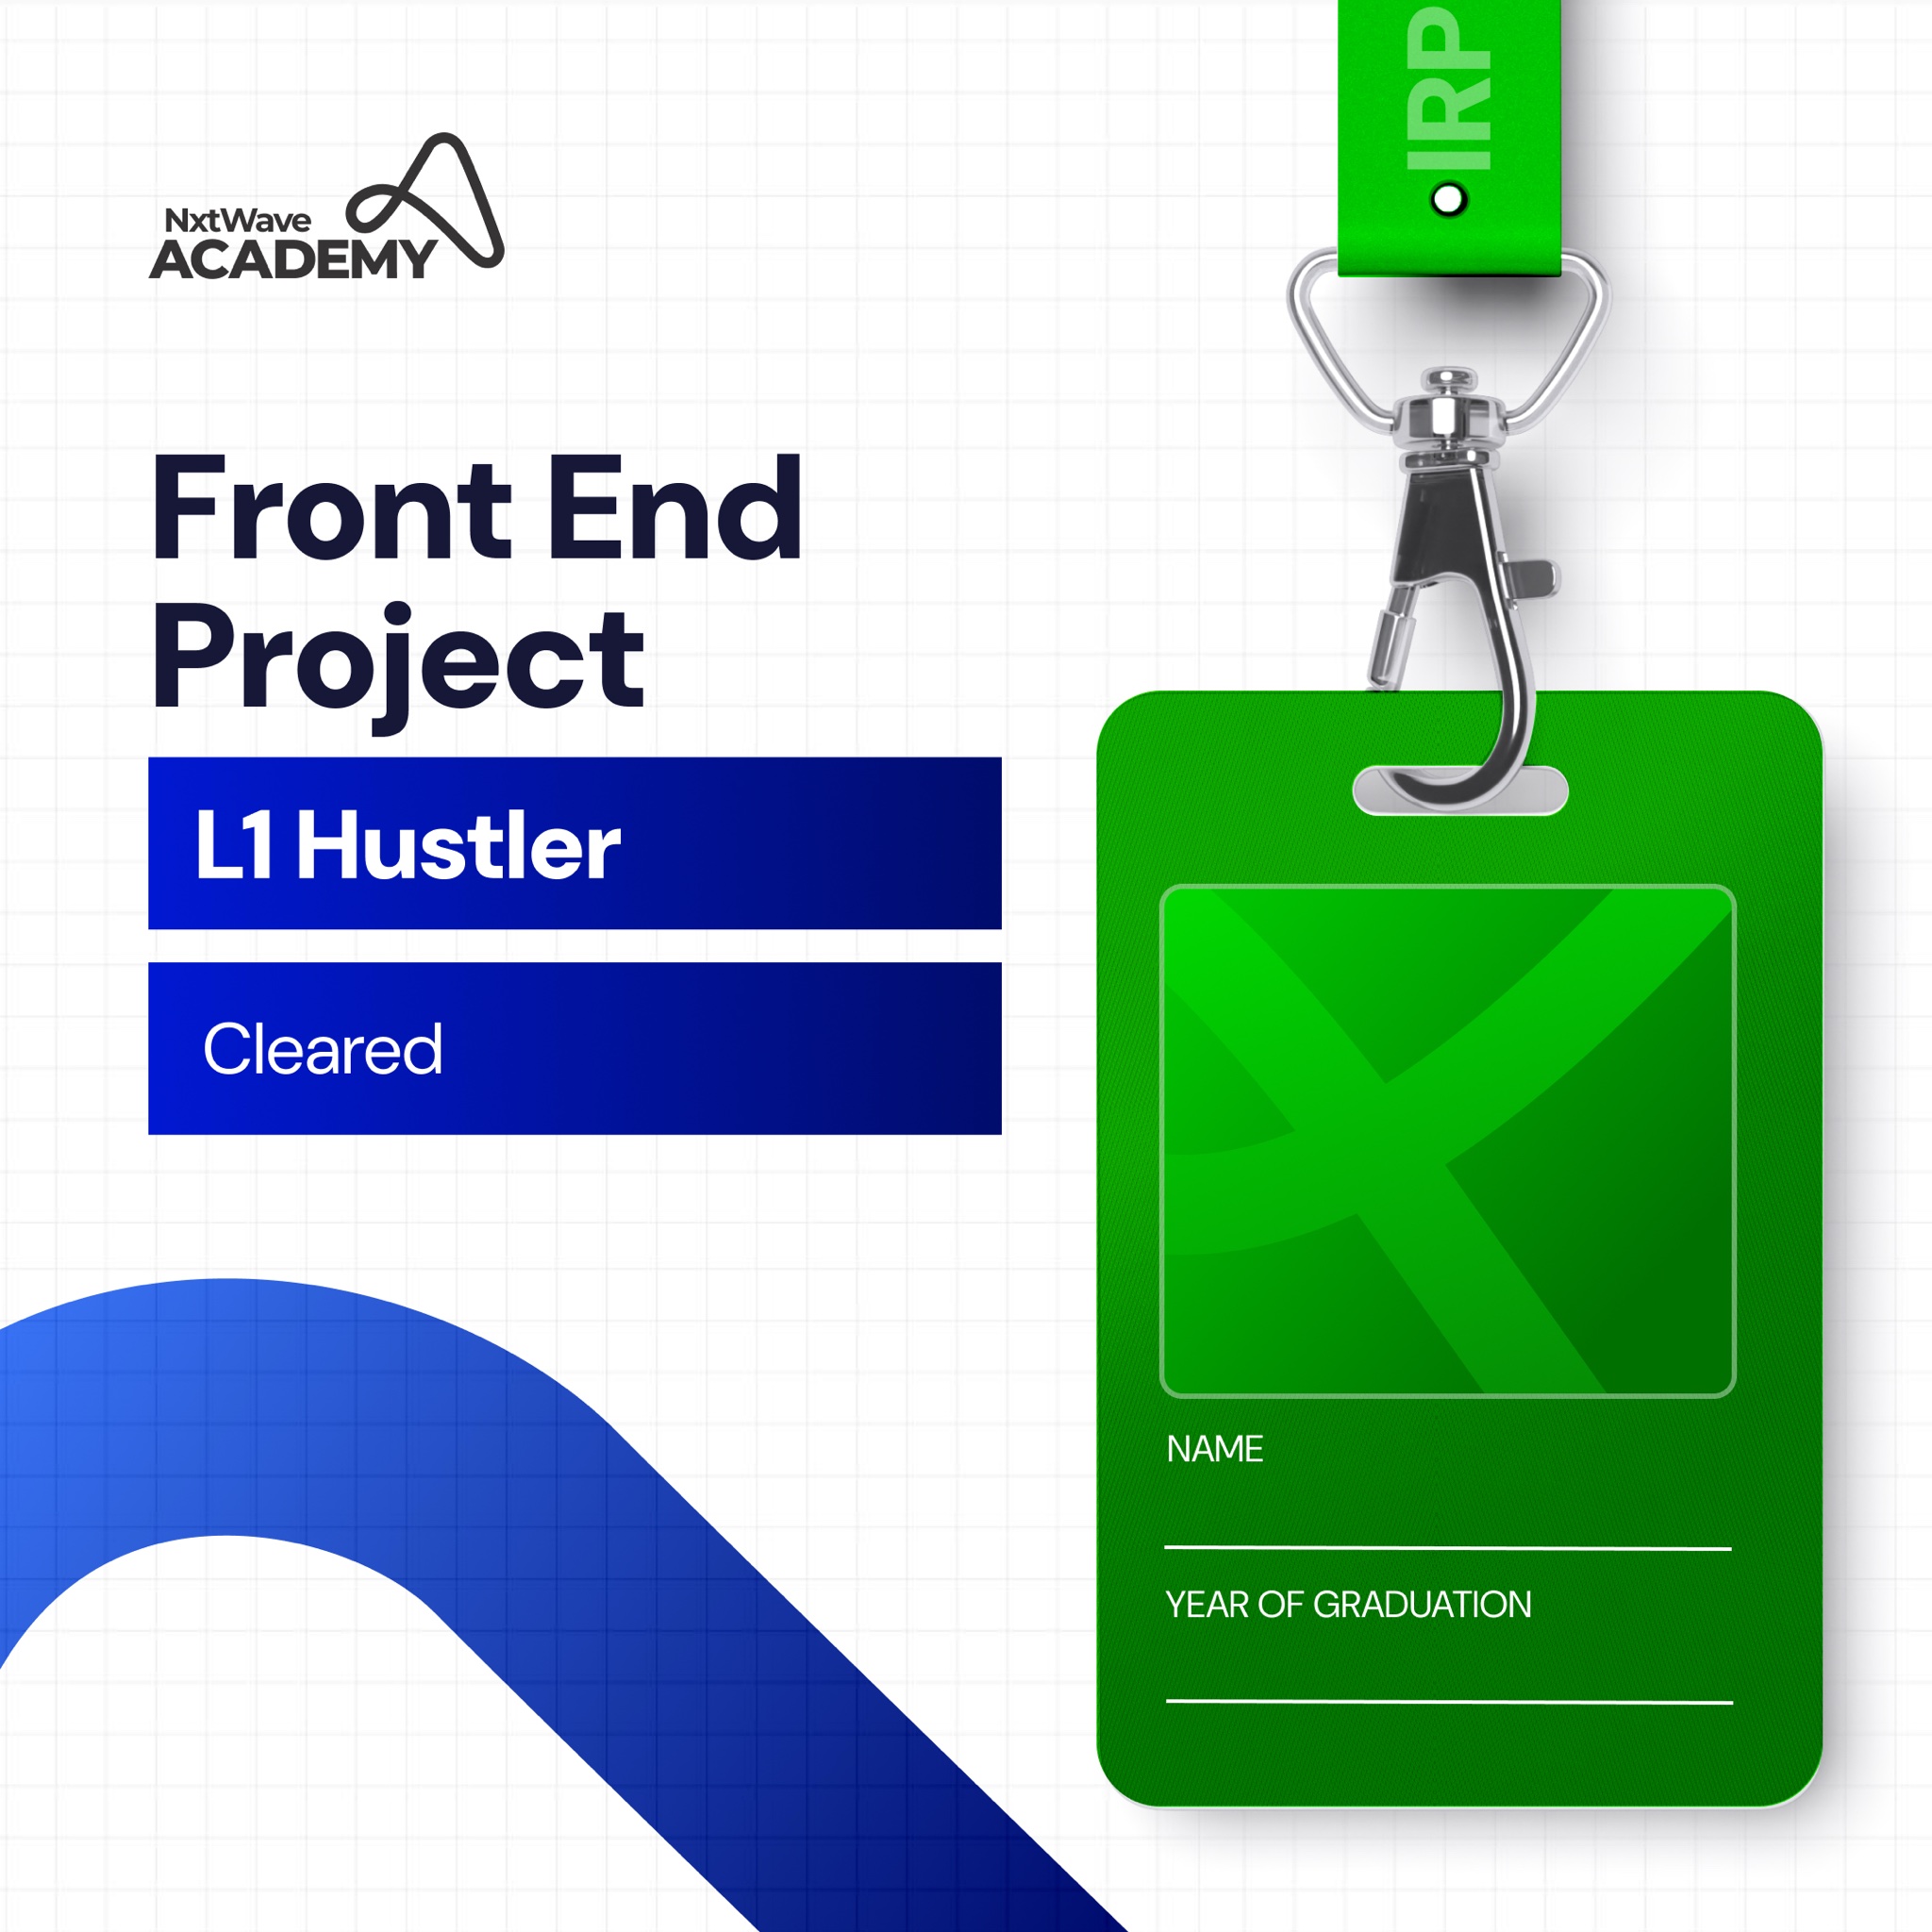 NxtWave
ACADEMY
Front End
Project
L1 Hustler
Cleared
IRP
NAME
YEAR OF GRADUATION